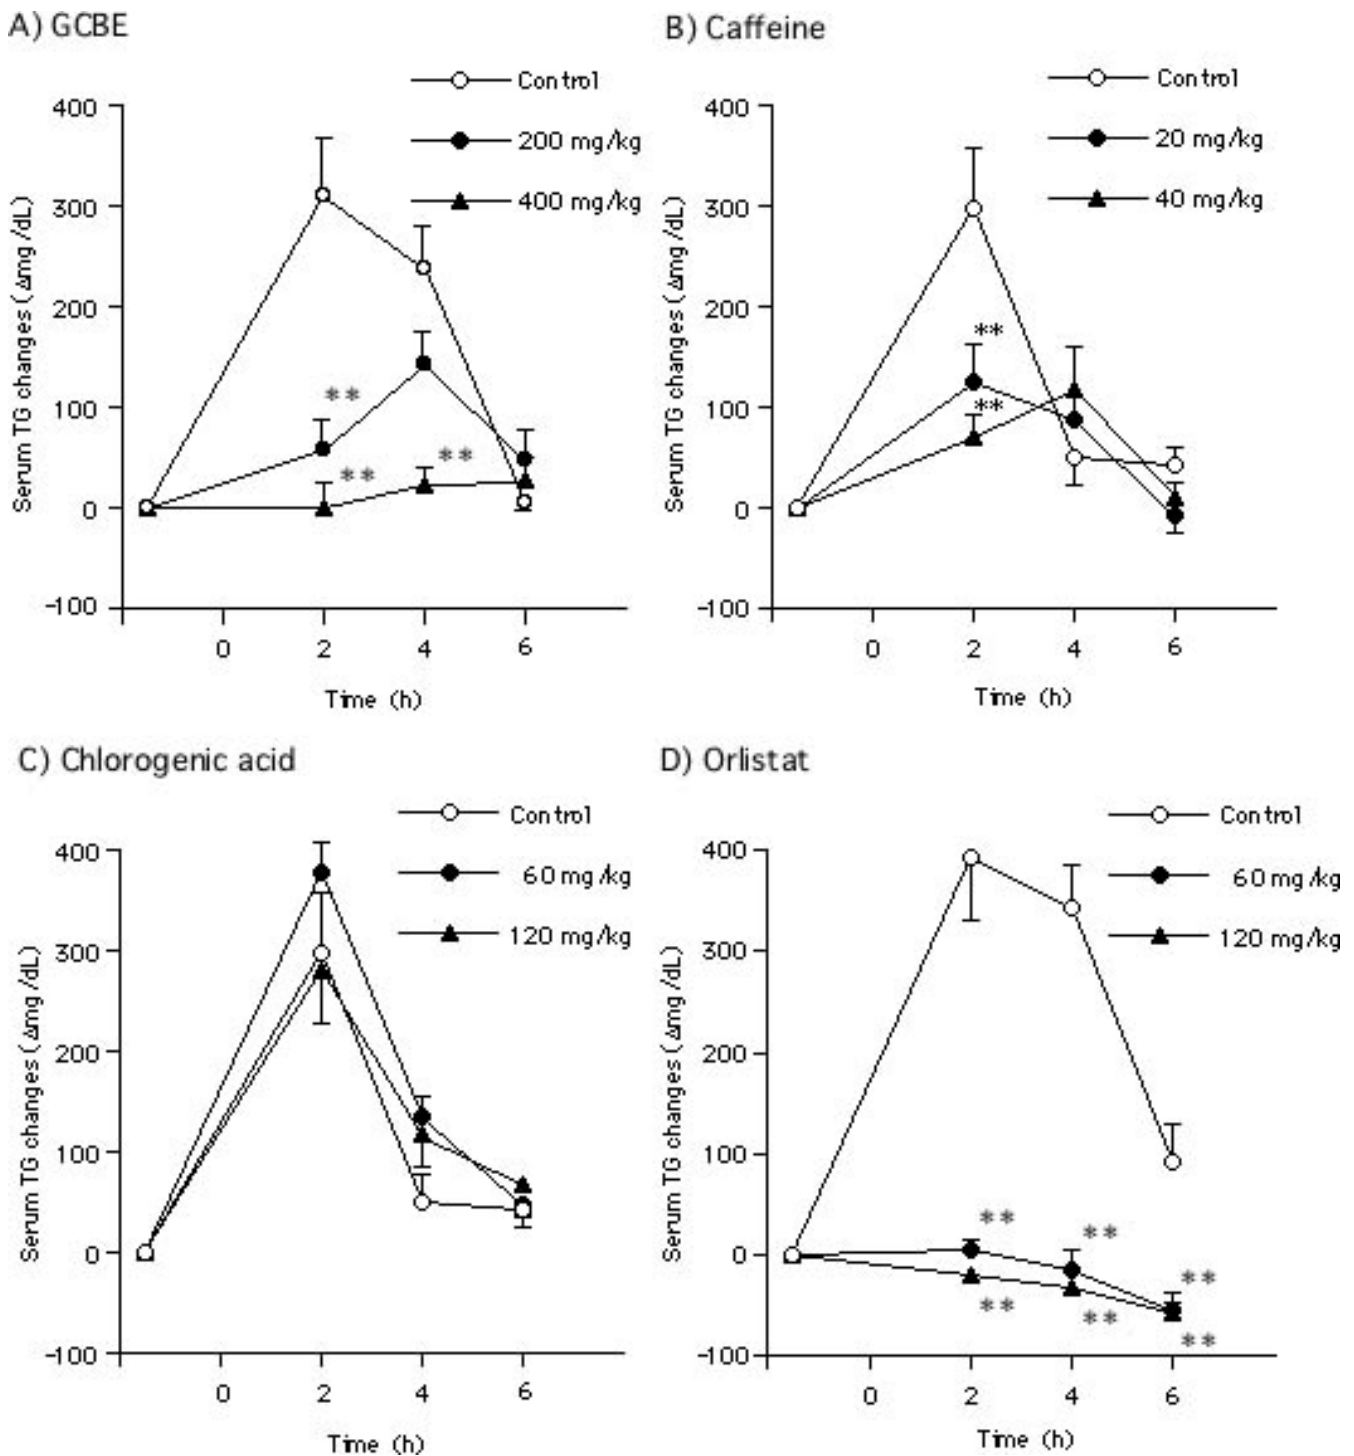 A) GCBE
Control
200 mg/kg
400 mg/kg
Serum TG changes (Δmg/dL)
400
300
200
100
0
-100
**
**
**
0 2 4 6
Time (h)
B) Caffeine
Control
20 mg/kg
40 mg/kg
Serum TG changes (Δmg/dL)
400
300
200
100
0
-100
**
**
0 2 4 6
Time (h)
C) Chlorogenic acid
Control
60 mg/kg
120 mg/kg
Serum TG changes (Δmg/dL)
400
300
200
100
0
-100
0 2 4 6
Time (h)
D) Orlistat
Control
60 mg/kg
120 mg/kg
Serum TG changes (Δmg/dL)
400
300
200
100
0
-100
**
**
**
**
**
**
0 2 4 6
Time (h)